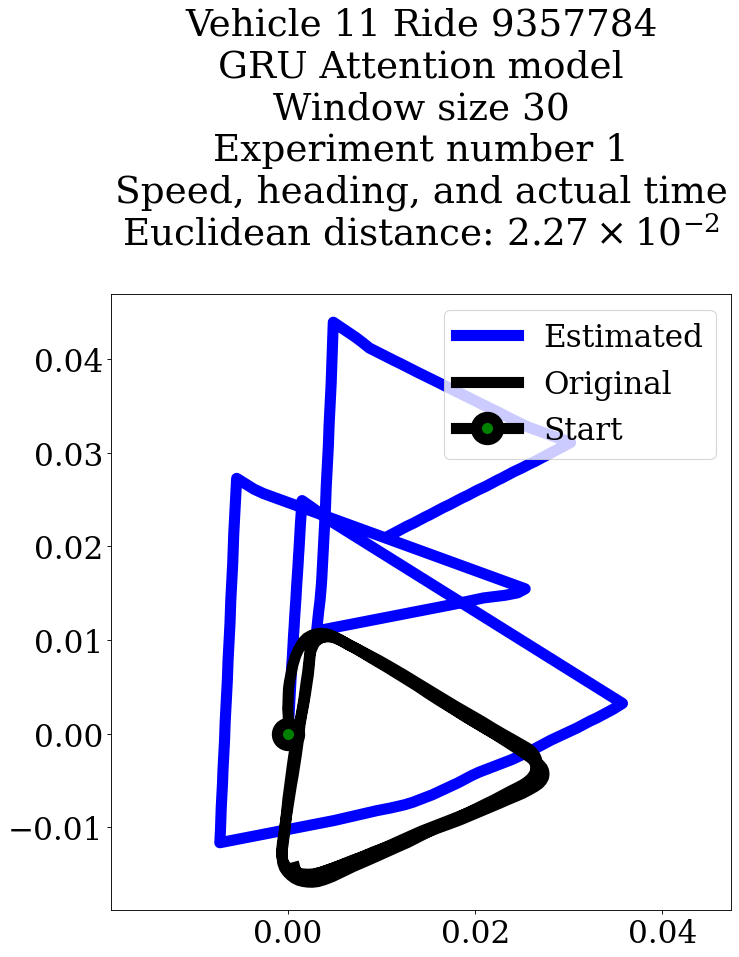 Vehicle 11 Ride 9357784
GRU Attention model
Window size 30
Experiment number 1
Speed, heading, and actual time
Euclidean distance: 2.27 × 10⁻²
Estimated
Original
Start
0.04
0.03
0.02
0.01
0.00
−0.01
0.00 0.02 0.04